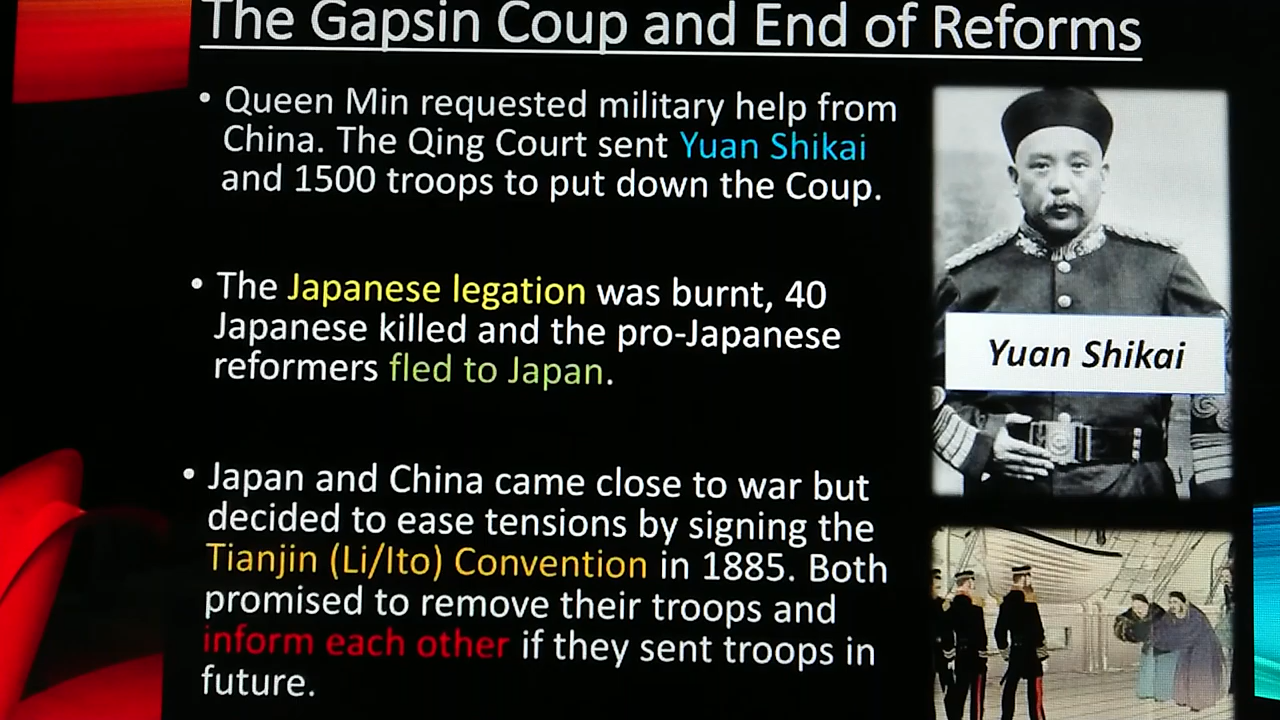 The Gapsin Coup and End of Reforms
• Queen Min requested military help from
China. The Qing Court sent Yuan Shikai
and 1500 troops to put down the Coup.
• The Japanese legation was burnt, 40
Japanese killed and the pro-Japanese
reformers fled to Japan.
Yuan Shikai
• Japan and China came close to war but
decided to ease tensions by signing the
Tianjin (Li/Ito) Convention in 1885. Both
promised to remove their troops and
inform each other if they sent troops in
future.